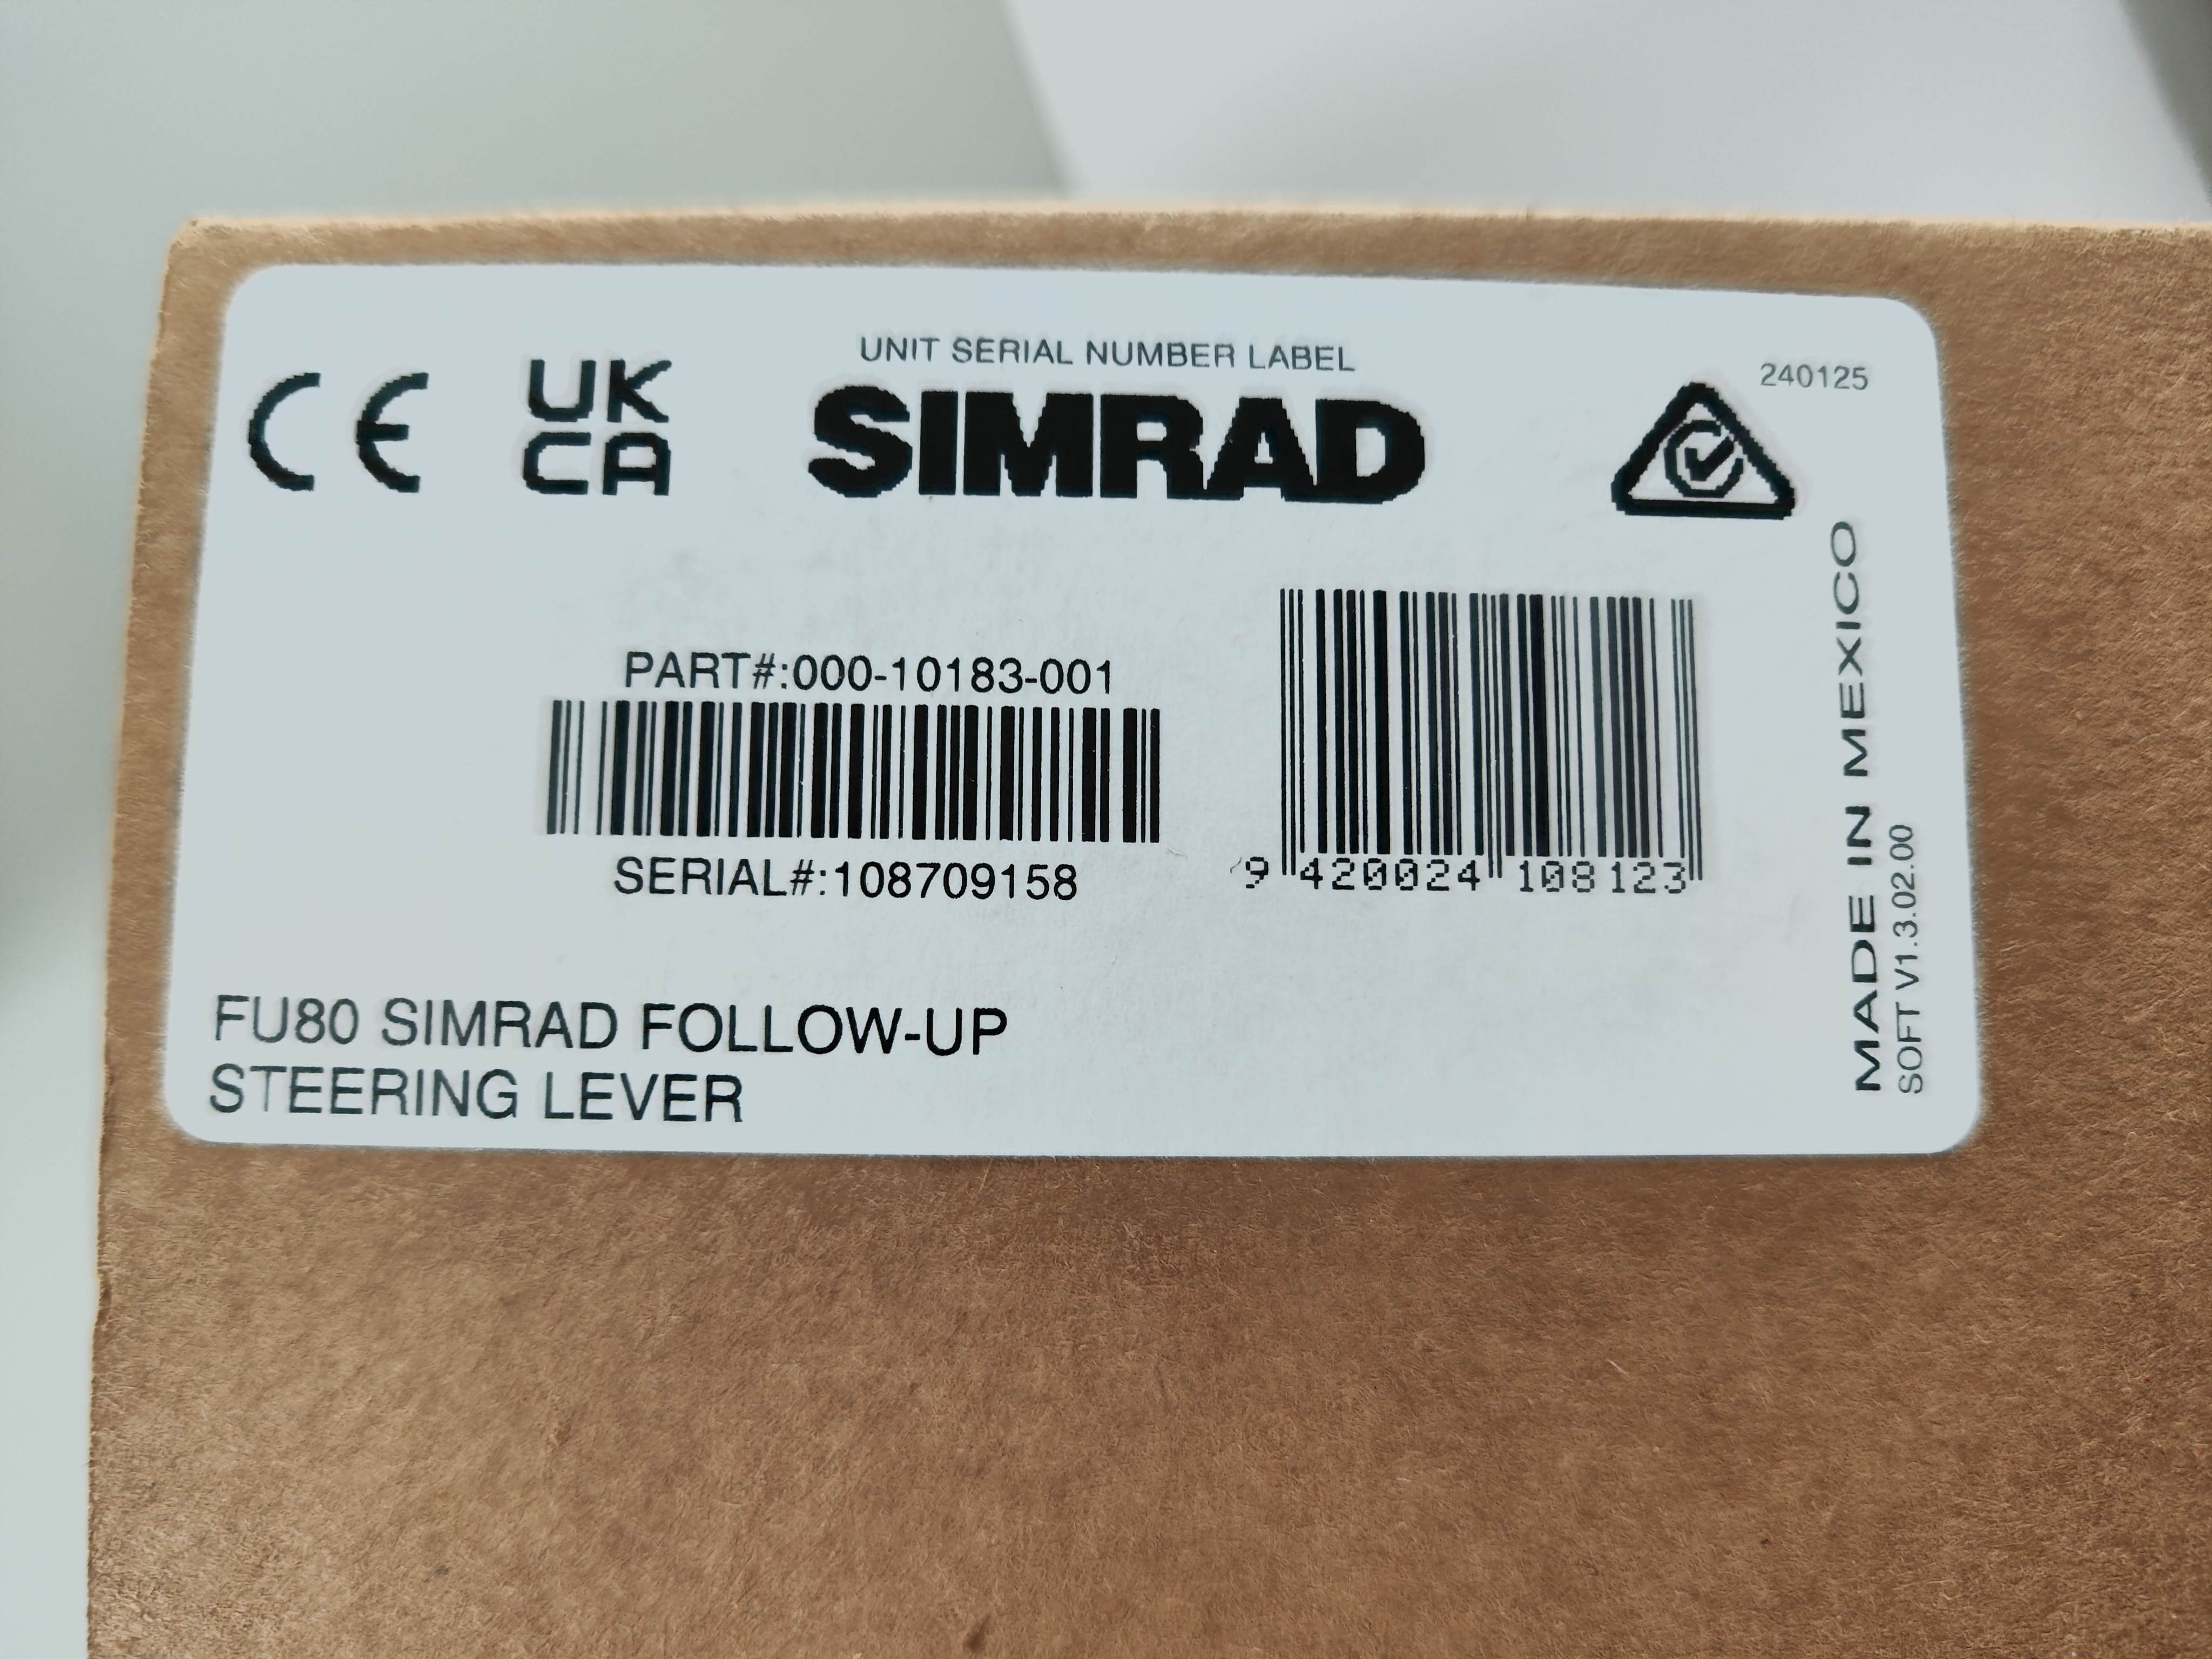 UNIT SERIAL NUMBER LABEL
240125
CE
UK
CA
SIMRAD
PART#:000-10183-001
SERIAL#:108709158
9 420024 108123
MADE IN MEXICO
SOFT V1.3.02.00
FU80 SIMRAD FOLLOW-UP
STEERING LEVER